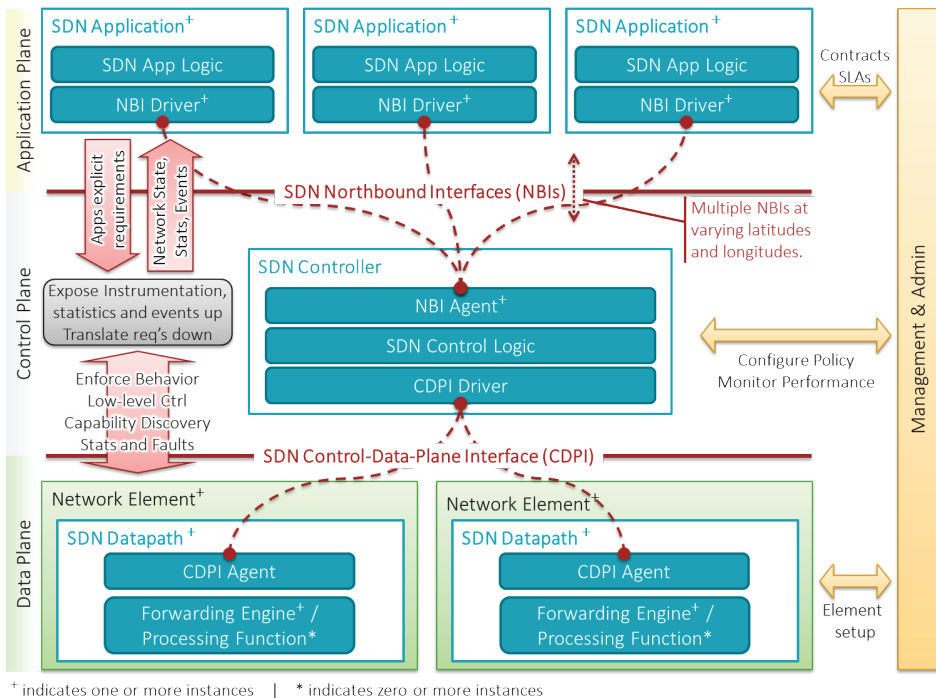 Application Plane
SDN Application+
SDN App Logic
NBI Driver+
SDN Application+
SDN App Logic
NBI Driver+
SDN Application+
SDN App Logic
NBI Driver+
Contracts
SLAs
Apps explicit
requirements
Network State,
Stats, Events
SDN Northbound Interfaces (NBIs)
Multiple NBIs at
varying latitudes
and longitudes.
Control Plane
Expose Instrumentation,
statistics and events up
Translate req's down
SDN Controller
NBI Agent+
SDN Control Logic
CDPI Driver
Configure Policy
Monitor Performance
Management & Admin
Enforce Behavior
Low-level Ctrl
Capability Discovery
Stats and Faults
SDN Control-Data-Plane Interface (CDPI)
Data Plane
Network Element+
SDN Datapath+
CDPI Agent
Forwarding Engine+ /
Processing Function*
Network Element+
SDN Datapath+
CDPI Agent
Forwarding Engine+ /
Processing Function*
Element
setup
+ indicates one or more instances | * indicates zero or more instances